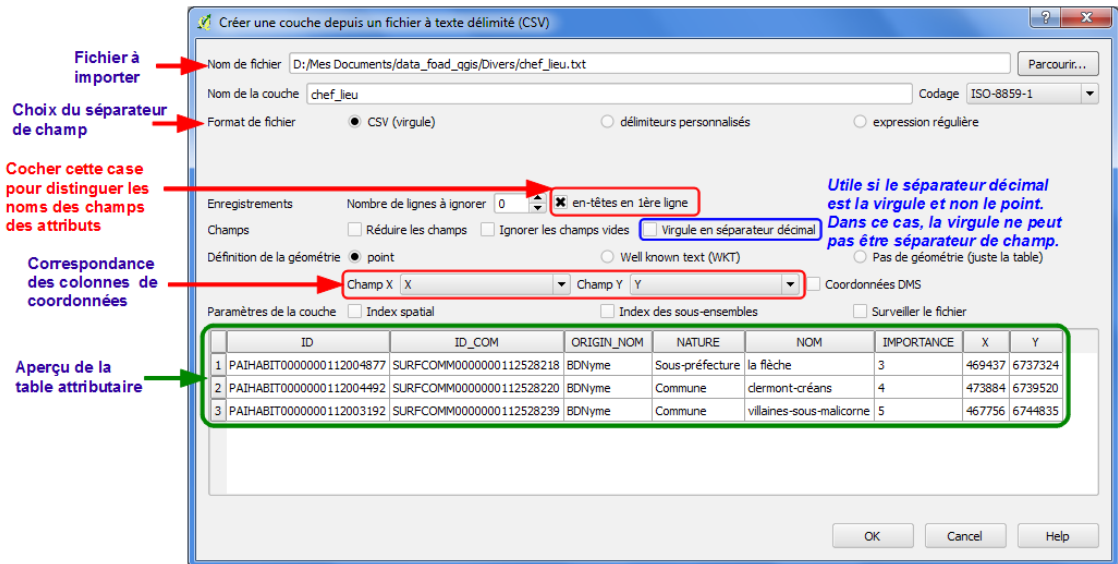 Créer une couche depuis un fichier à texte délimité (CSV)
Fichier à
importer
Nom de fichier D:/Mes Documents/data_foad_qgis/Divers/chef_lieu.txt Parcourir...
Nom de la couche chef_lieu Codage ISO-8859-1
Choix du séparateur
de champ
Format de fichier CSV (virgule) délimiteurs personnalisés expression régulière
Cocher cette case
pour distinguer les
noms des champs
des attributs
Utile si le séparateur décimal
est la virgule et non le point.
Dans ce cas, la virgule ne peut
pas être séparateur de champ.
Enregistrements Nombre de lignes à ignorer 0 en-têtes en 1ère ligne
Champs Réduire les champs Ignorer les champs vides Virgule en séparateur décimal
Définition de la géométrie point Well known text (WKT) Pas de géométrie (juste la table)
Correspondance
des colonnes de
coordonnées
Champ X X Champ Y Y Coordonnées DMS
Paramètres de la couche Index spatial Index des sous-ensembles Surveiller le fichier
Aperçu de la
table attributaire
ID ID_COM ORIGIN_NOM NATURE NOM IMPORTANCE X Y
1 PAIHABIT0000000112004877 SURFCOMM0000000112528218 BDNyme Sous-préfecture la flèche 3 469437 6737324
2 PAIHABIT0000000112004492 SURFCOMM0000000112528220 BDNyme Commune clermont-créans 4 473884 6739520
3 PAIHABIT0000000112003192 SURFCOMM0000000112528239 BDNyme Commune villaines-sous-malicorne 5 467756 6744835
OK Cancel Help